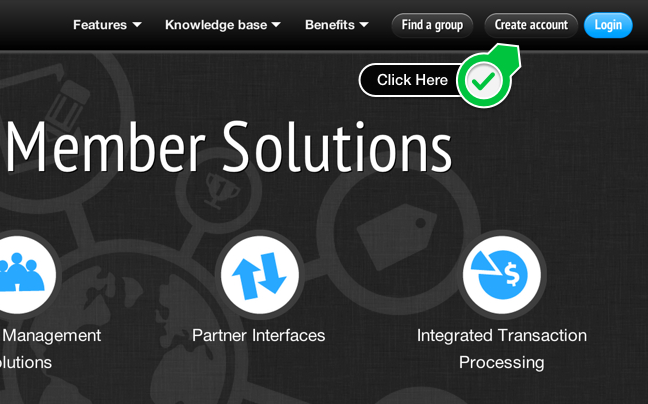 Features Knowledge base Benefits Find a group Create account Login
Click Here
Member Solutions
Management Partner Interfaces Integrated Transaction
Processing